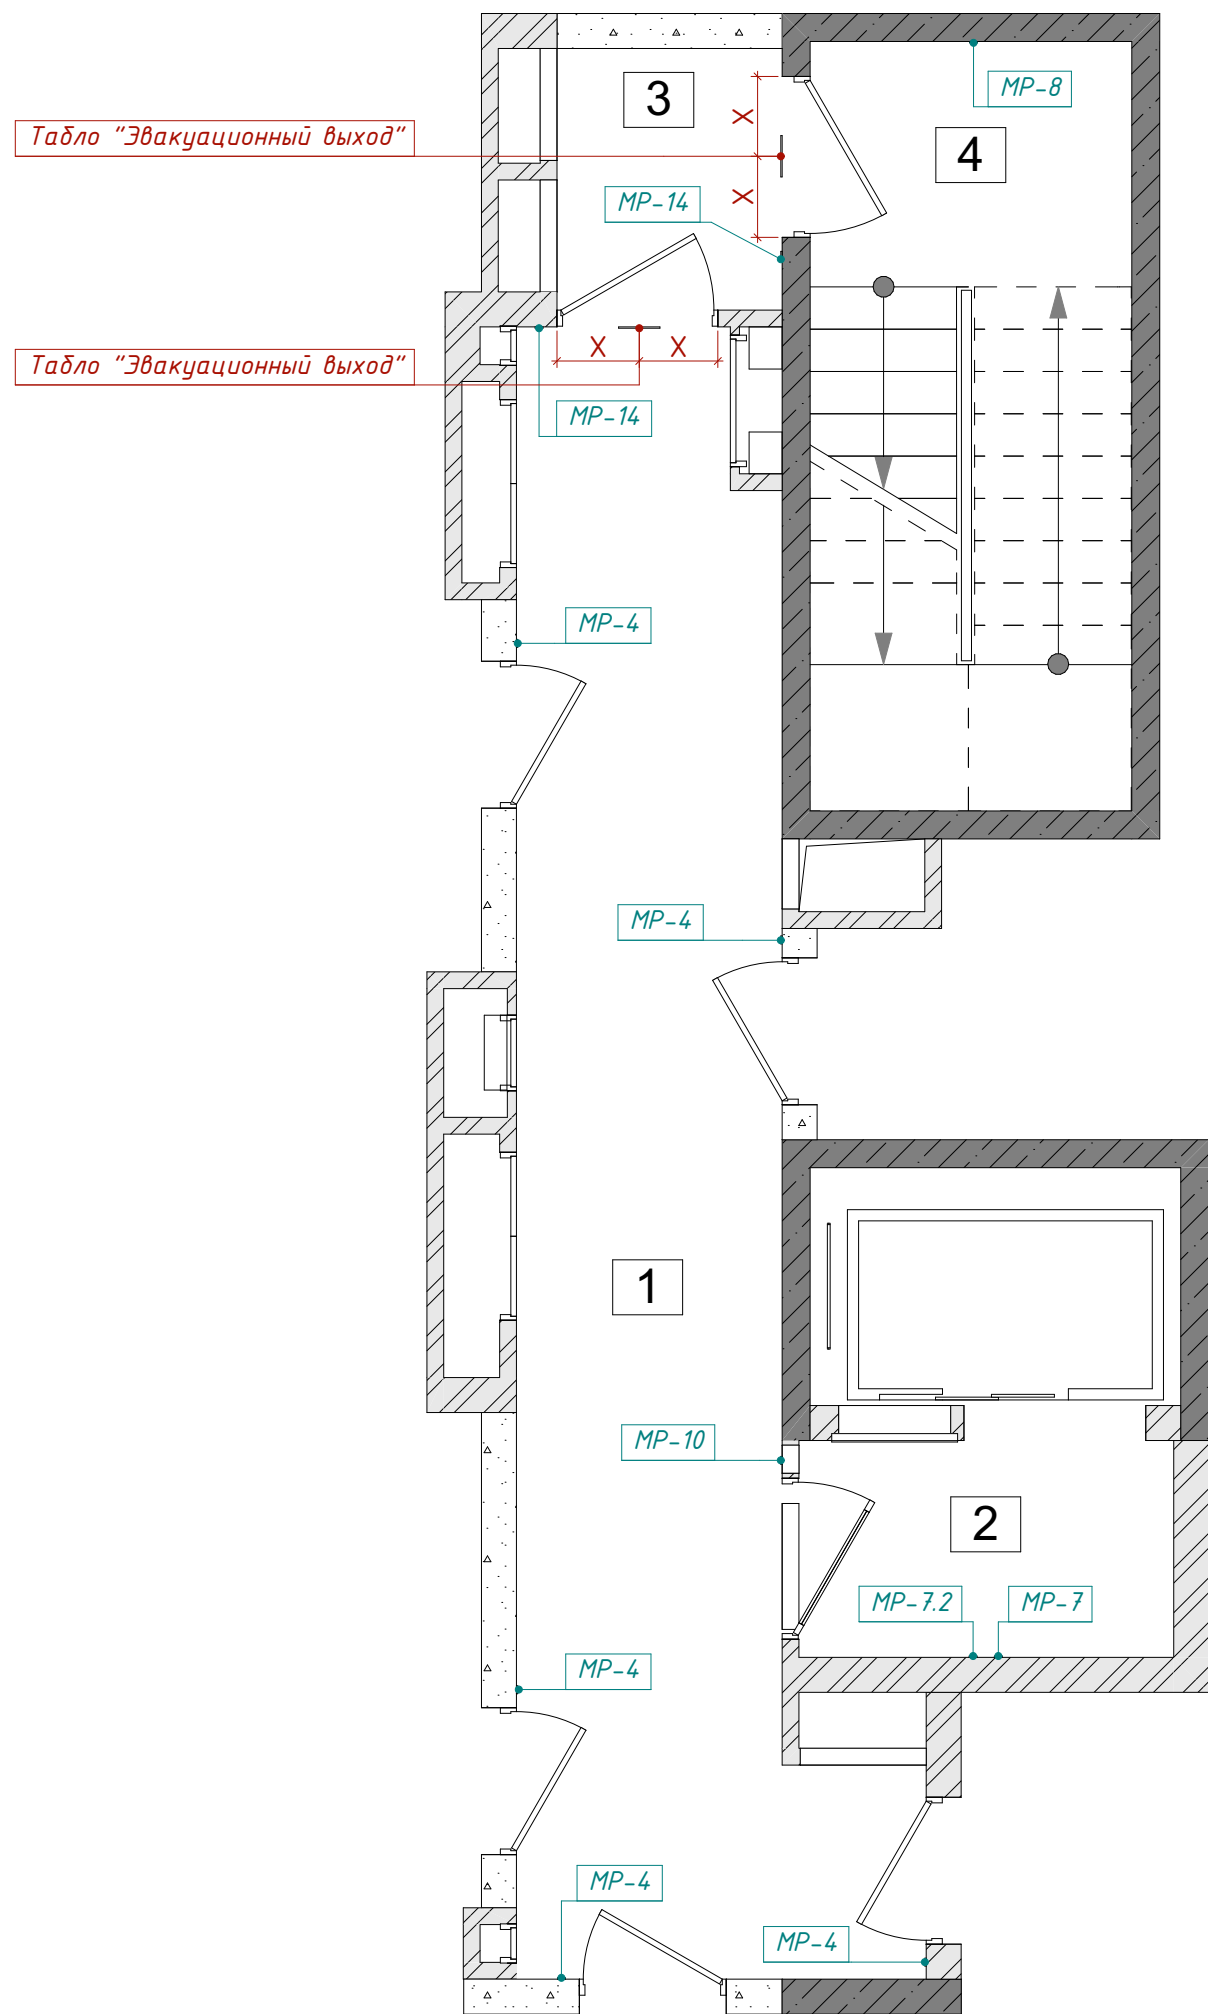 3
МР-8
X
Табло "Эвакуационный выход"
4
X
МР-14
X X
Табло "Эвакуационный выход"
МР-14
МР-4
МР-4
1
МР-10
2
МР-7.2 МР-7
МР-4
МР-4
МР-4